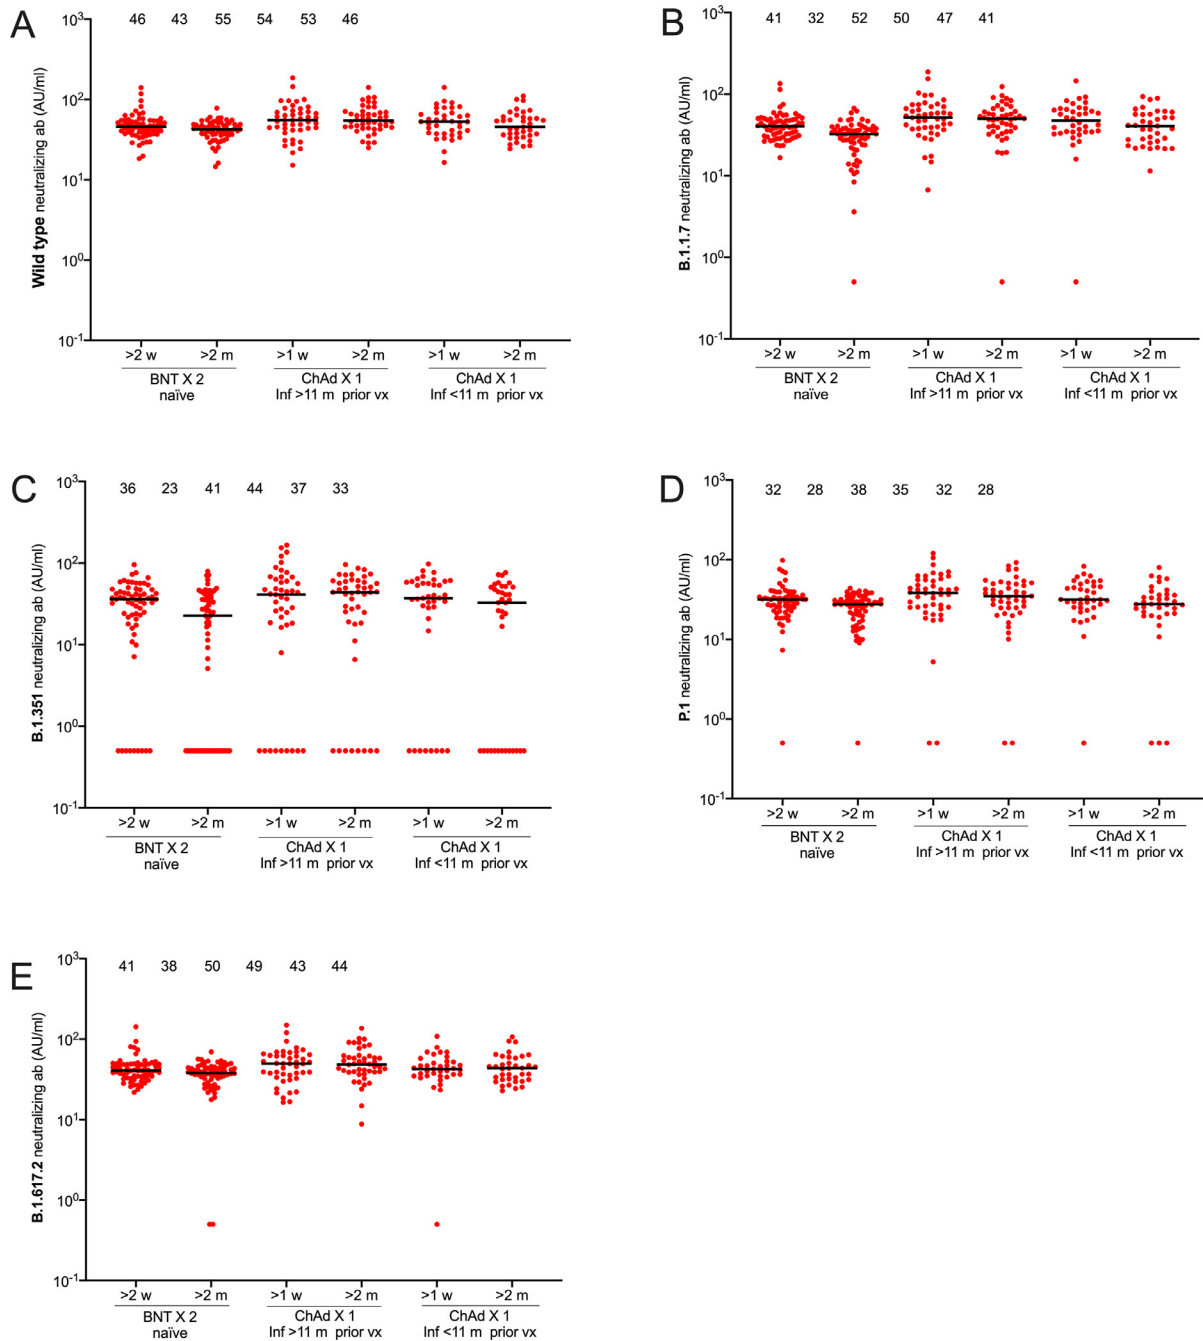 A
46 43 55 54 53 46
Wild type neutralizing ab (AU/ml)
10³
10²
10¹
10⁰
10⁻¹
>2 w >2 m >1 w >2 m >1 w >2 m
BNT X 2 ChAd X 1 ChAd X 1
naïve Inf >11 m prior vx Inf <11 m prior vx
B
41 32 52 50 47 41
B.1.1.7 neutralizing ab (AU/ml)
10³
10²
10¹
10⁰
10⁻¹
>2 w >2 m >1 w >2 m >1 w >2 m
BNT X 2 ChAd X 1 ChAd X 1
naïve Inf >11 m prior vx Inf <11 m prior vx
C
36 23 41 44 37 33
B.1.351 neutralizing ab (AU/ml)
10³
10²
10¹
10⁰
10⁻¹
>2 w >2 m >1 w >2 m >1 w >2 m
BNT X 2 ChAd X 1 ChAd X 1
naïve Inf >11 m prior vx Inf <11 m prior vx
D
32 28 38 35 32 28
P.1 neutralizing ab (AU/ml)
10³
10²
10¹
10⁰
10⁻¹
>2 w >2 m >1 w >2 m >1 w >2 m
BNT X 2 ChAd X 1 ChAd X 1
naïve Inf >11 m prior vx Inf <11 m prior vx
E
41 38 50 49 43 44
B.1.617.2 neutralizing ab (AU/ml)
10³
10²
10¹
10⁰
10⁻¹
>2 w >2 m >1 w >2 m >1 w >2 m
BNT X 2 ChAd X 1 ChAd X 1
naïve Inf >11 m prior vx Inf <11 m prior vx